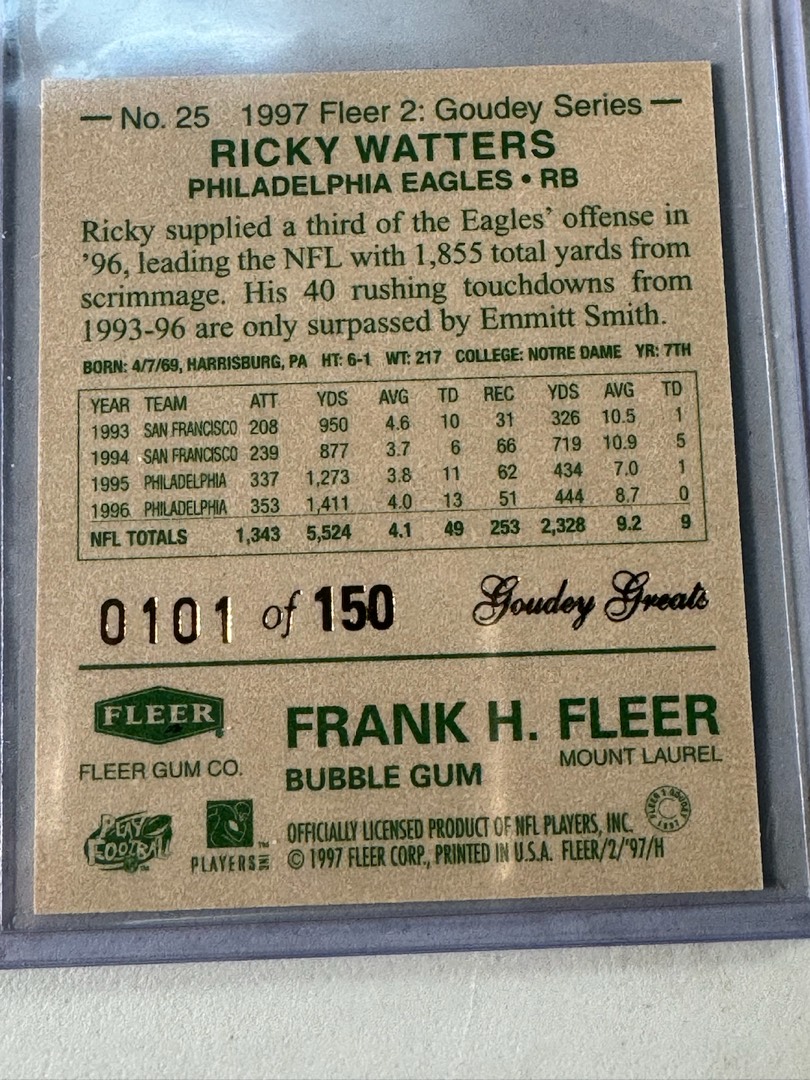 — No. 25 1997 Fleer 2: Goudey Series —
RICKY WATTERS
PHILADELPHIA EAGLES • RB
Ricky supplied a third of the Eagles' offense in
'96, leading the NFL with 1,855 total yards from
scrimmage. His 40 rushing touchdowns from
1993-96 are only surpassed by Emmitt Smith.
BORN: 4/7/69, HARRISBURG, PA HT: 6-1 WT: 217 COLLEGE: NOTRE DAME YR: 7TH
YEAR TEAM ATT YDS AVG TD REC YDS AVG TD
1993 SAN FRANCISCO 208 950 4.6 10 31 326 10.5 1
1994 SAN FRANCISCO 239 877 3.7 6 66 719 10.9 5
1995 PHILADELPHIA 337 1,273 3.8 11 62 434 7.0 1
1996 PHILADELPHIA 353 1,411 4.0 13 51 444 8.7 0
NFL TOTALS 1,343 5,524 4.1 49 253 2,328 9.2 9
0101 of 150 Goudey Greats
FLEER
FLEER GUM CO.
FRANK H. FLEER
MOUNT LAUREL
BUBBLE GUM
PLAY FOOTBALL
PLAYERS INC
OFFICIALLY LICENSED PRODUCT OF NFL PLAYERS, INC.
© 1997 FLEER CORP., PRINTED IN U.S.A. FLEER/2/'97/H